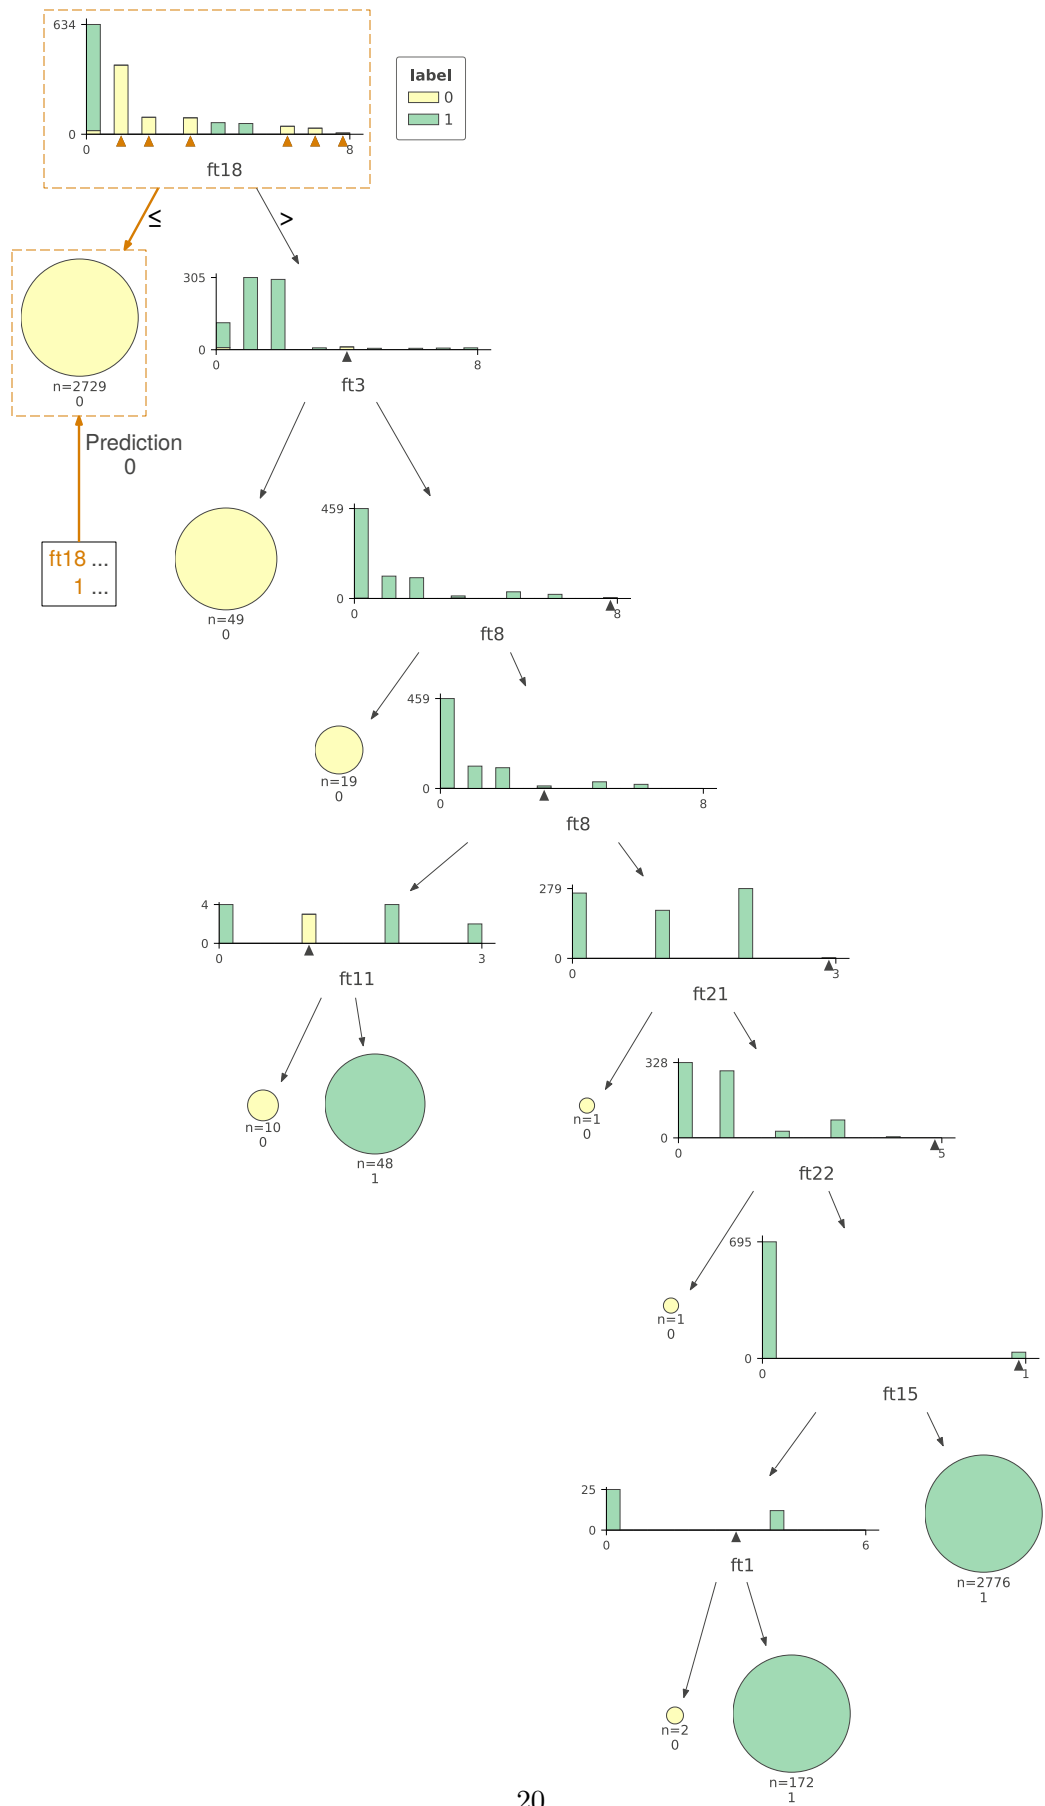 634
0
0
8
ft18
label
0
1
≤
>
n=2729
0
305
0
0
8
ft3
Prediction
0
ft18 ...
1 ...
n=49
0
459
0
0
8
ft8
n=19
0
459
0
0
8
ft8
4
0
0
3
ft11
279
0
0
3
ft21
n=10
0
n=48
1
n=1
0
328
0
0
5
ft22
n=1
0
695
0
0
1
ft15
25
0
0
6
ft1
n=2776
1
n=2
0
n=172
1
20